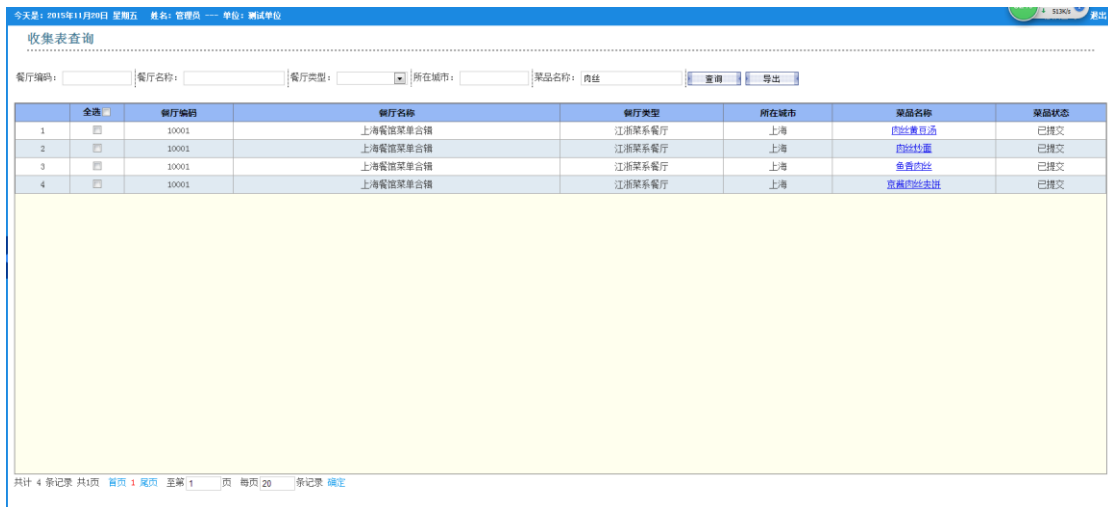 今天是：2015年11月20日 星期五 姓名：管理员 --- 单位：测试单位 ↓ 513K/s 退出
收集表查询
餐厅编码： 餐厅名称： 餐厅类型： 所在城市： 菜品名称： 肉丝 查询 导出
全选 餐厅编码 餐厅名称 餐厅类型 所在城市 菜品名称 菜品状态
1 10001 上海餐馆菜单合辑 江浙菜系餐厅 上海 肉丝黄豆汤 已提交
2 10001 上海餐馆菜单合辑 江浙菜系餐厅 上海 肉丝炒面 已提交
3 10001 上海餐馆菜单合辑 江浙菜系餐厅 上海 鱼香肉丝 已提交
4 10001 上海餐馆菜单合辑 江浙菜系餐厅 上海 京酱肉丝夹饼 已提交
共计 4 条记录 共1页 首页 1 尾页 至第 1 页 每页 20 条记录 确定